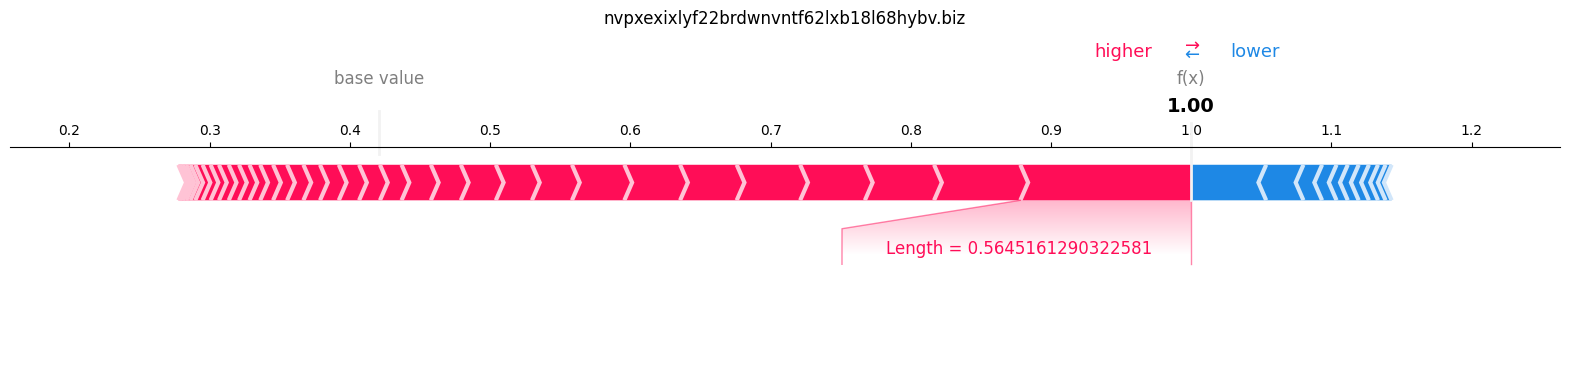 nvpxexixlyf22brdwnvntf62lxb18l68hybv.biz
higher ⇄ lower
base value f(x)
1.00
0.2 0.3 0.4 0.5 0.6 0.7 0.8 0.9 1.0 1.1 1.2
Length = 0.5645161290322581